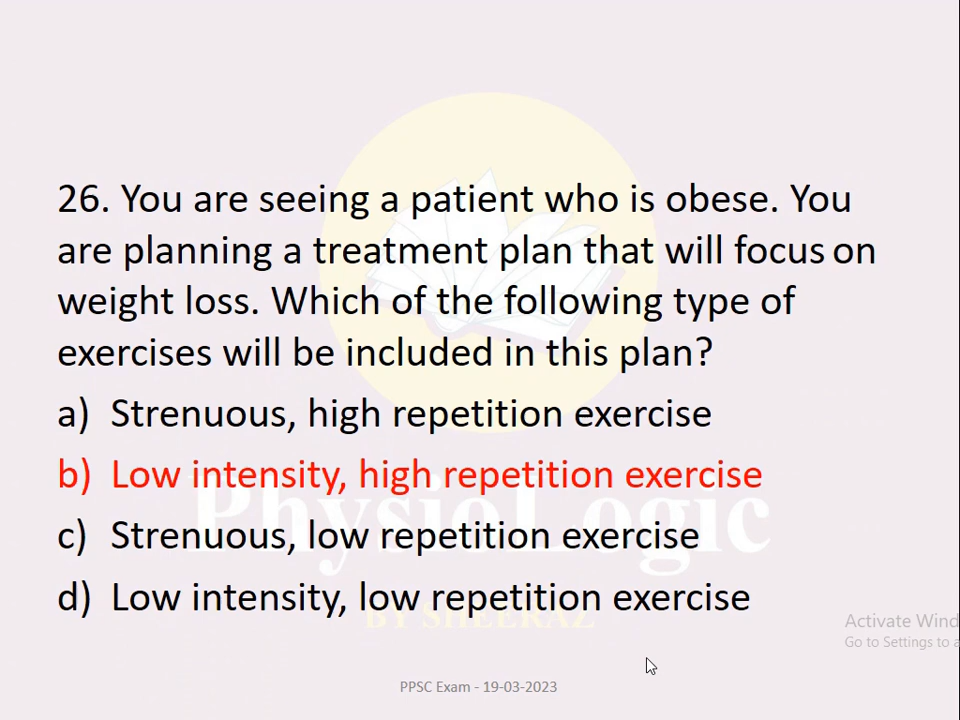 26. You are seeing a patient who is obese. You
are planning a treatment plan that will focus on
weight loss. Which of the following type of
exercises will be included in this plan?
a) Strenuous, high repetition exercise
b) Low intensity, high repetition exercise
PhysioLogic
c) Strenuous, low repetition exercise
d) Low intensity, low repetition exercise
BY SHEERAZ
Activate Wind
Go to Settings to a
PPSC Exam - 19-03-2023